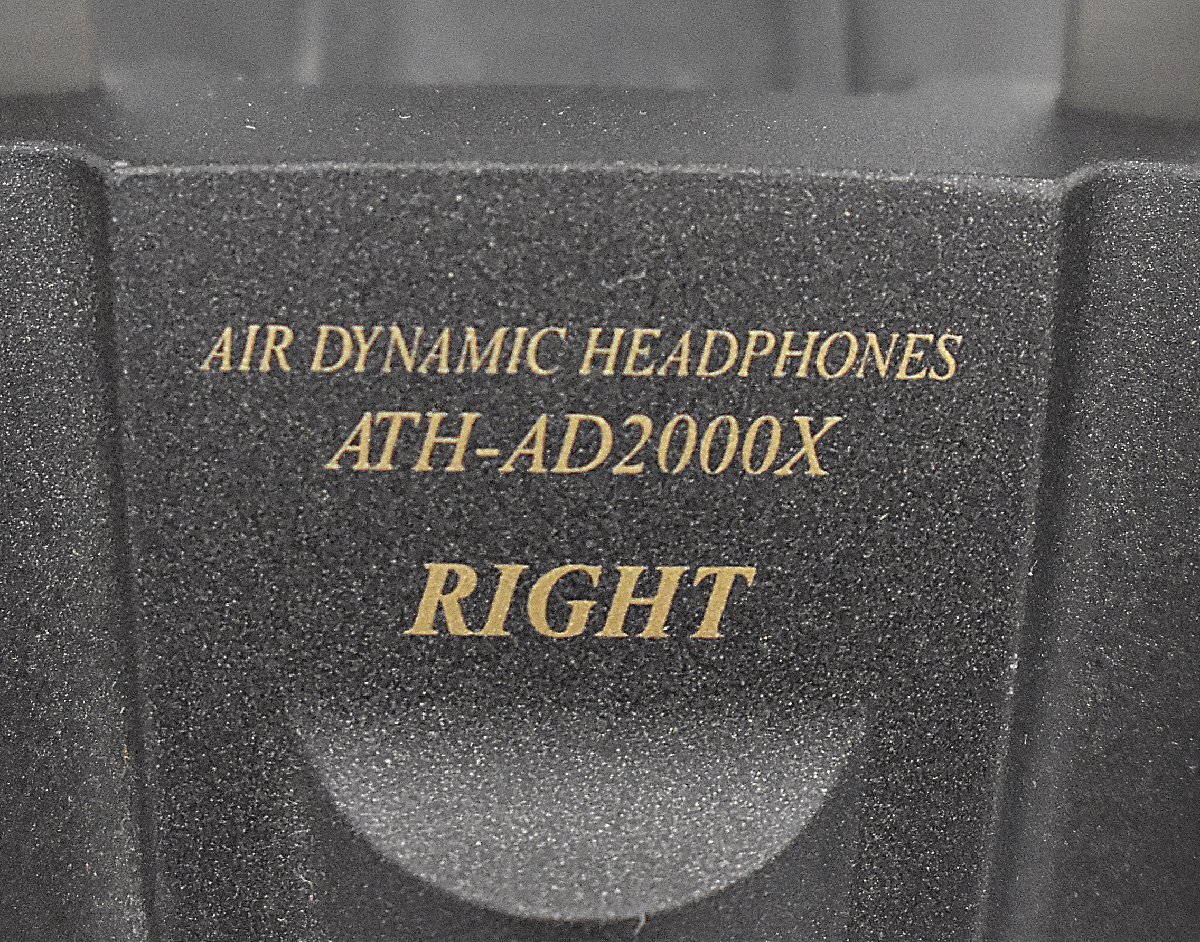 AIR DYNAMIC HEADPHONES
ATH-AD2000X
RIGHT